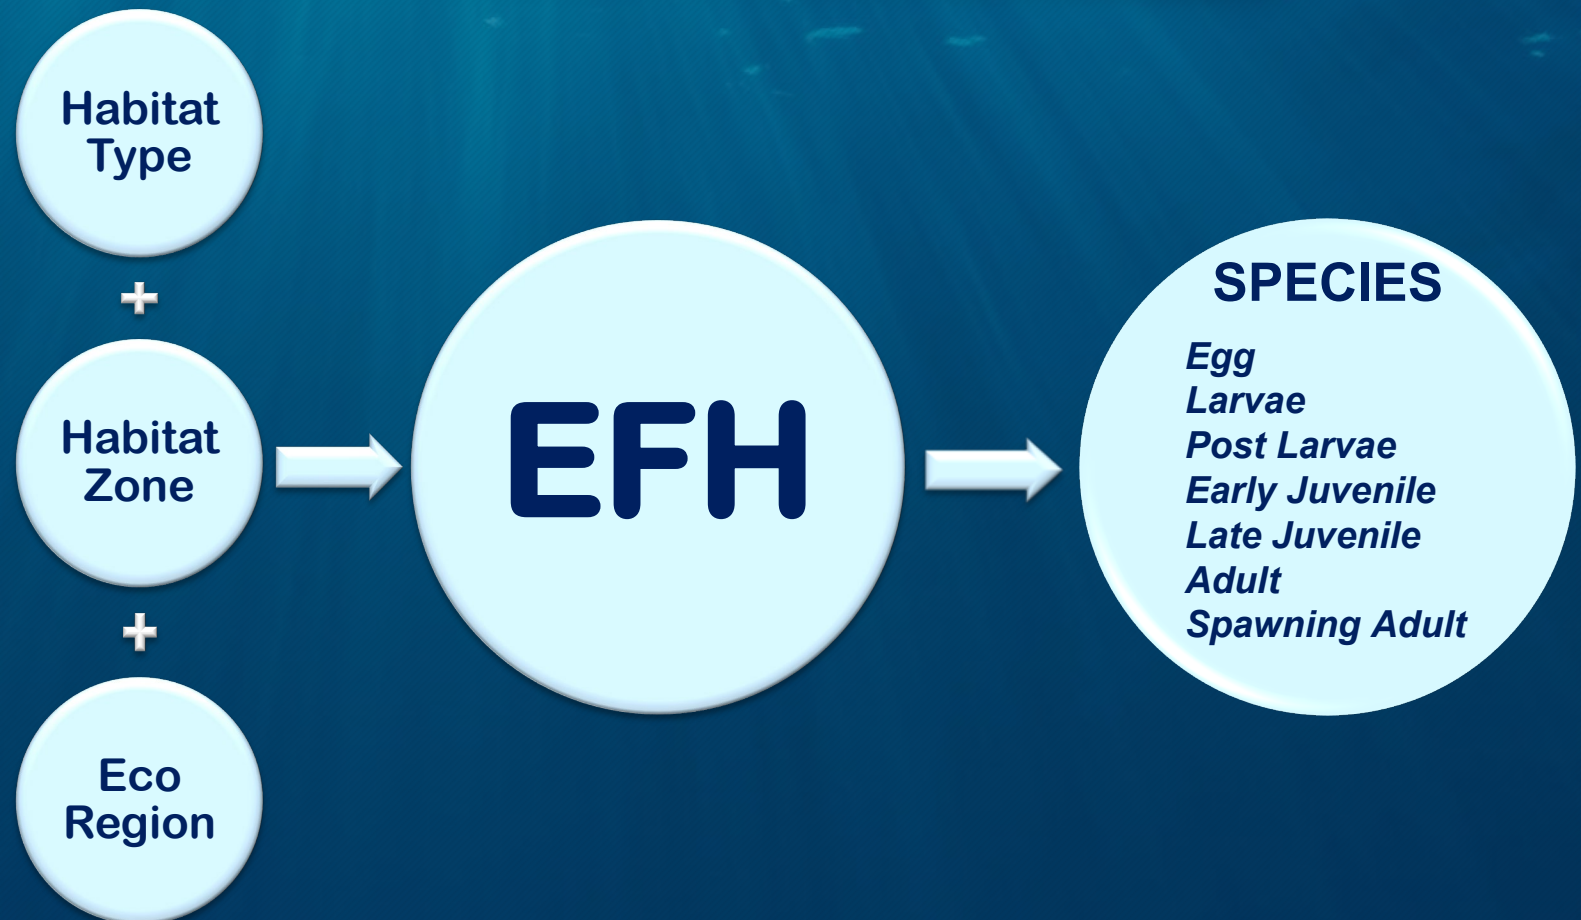 Habitat
Type
+
Habitat
Zone
+
Eco
Region
EFH
SPECIES
Egg
Larvae
Post Larvae
Early Juvenile
Late Juvenile
Adult
Spawning Adult